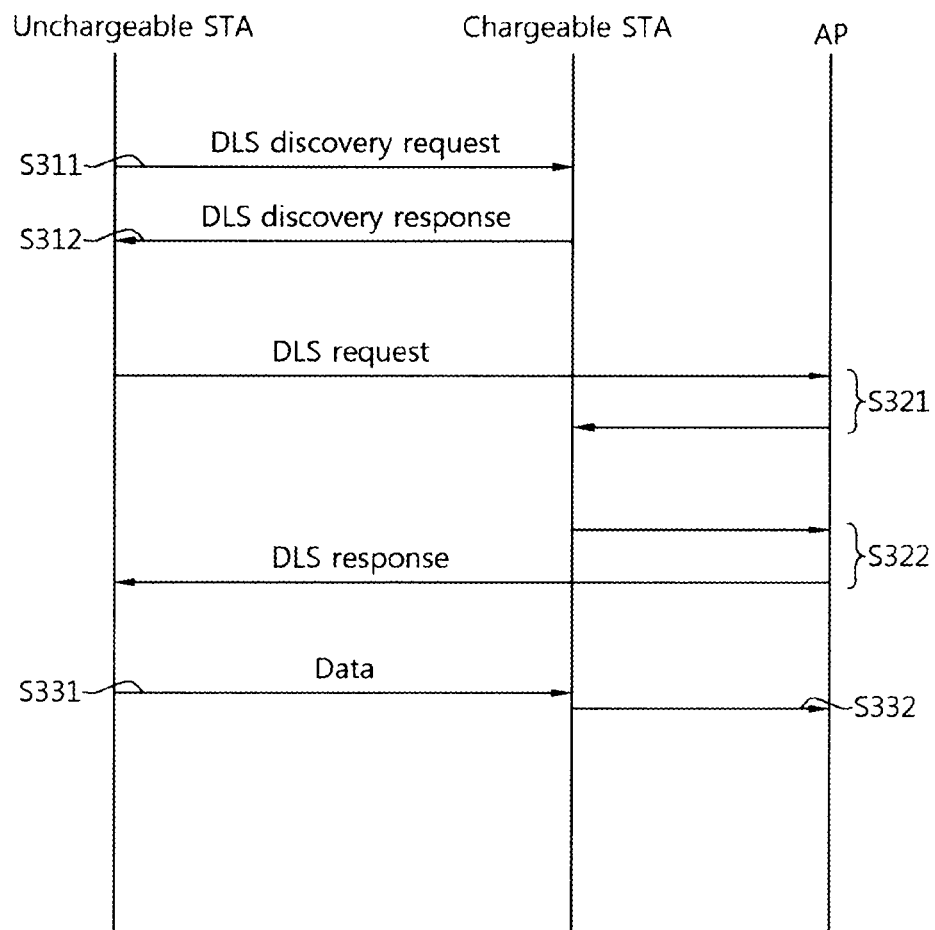 Unchargeable STA
Chargeable STA
AP
DLS discovery request
S311
DLS discovery response
S312
DLS request
S321
DLS response
S322
Data
S331
S332